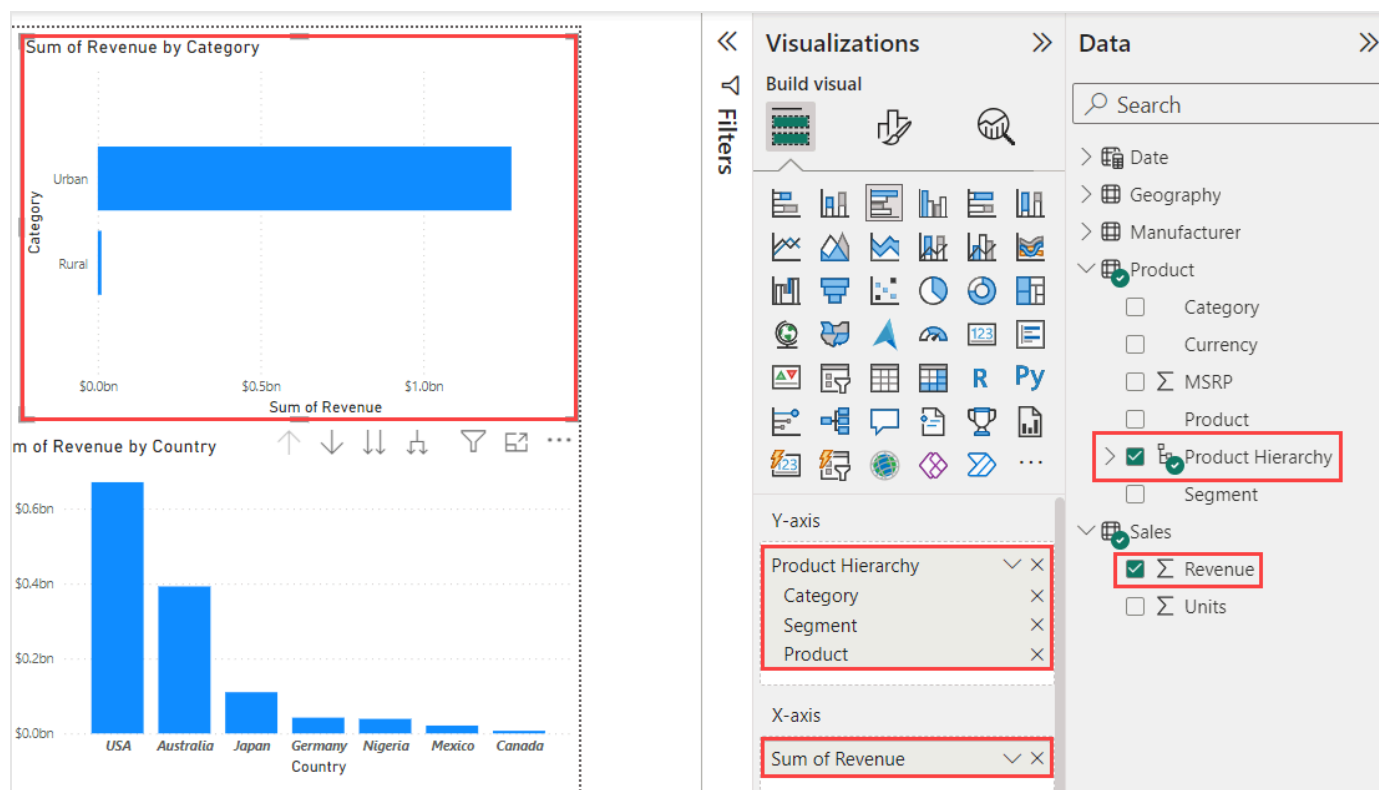 Sum of Revenue by Category
Urban
Rural
Category
$0.0bn $0.5bn $1.0bn
Sum of Revenue
m of Revenue by Country
$0.6bn
$0.4bn
$0.2bn
$0.0bn
USA Australia Japan Germany Nigeria Mexico Canada
Country
Filters
Visualizations
Build visual
123
R Py
123
Y-axis
Product Hierarchy
Category
Segment
Product
X-axis
Sum of Revenue
Data
Search
Date
Geography
Manufacturer
Product
Category
Currency
Σ MSRP
Product
Product Hierarchy
Segment
Sales
Σ Revenue
Σ Units